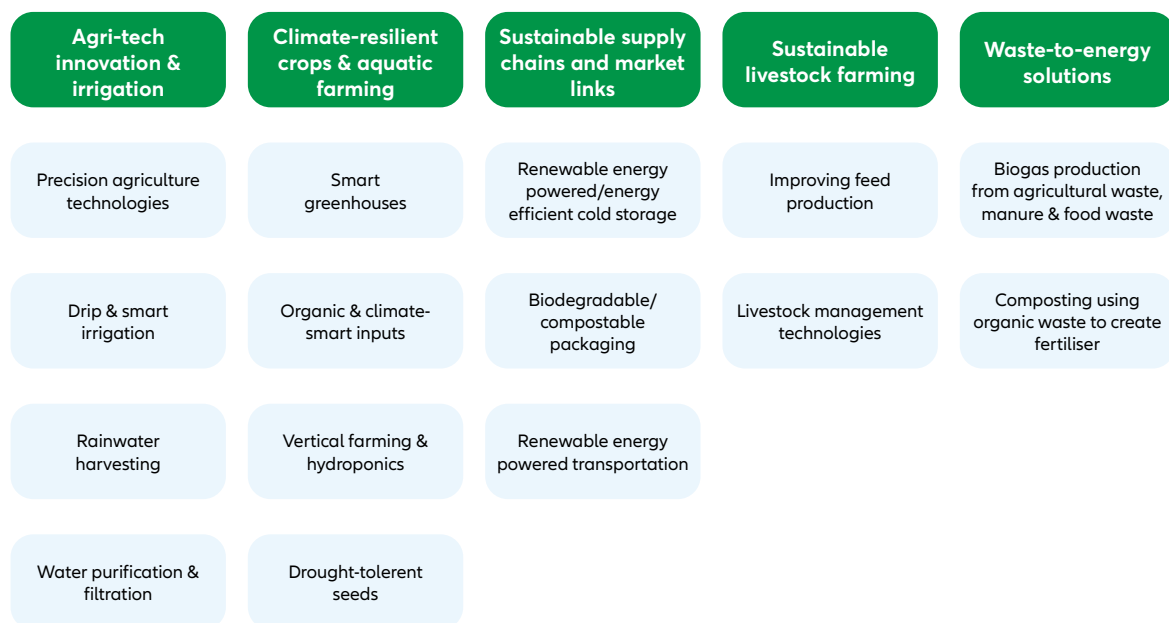 Agri-tech
innovation &
irrigation
Precision agriculture
technologies
Drip & smart
irrigation
Rainwater
harvesting
Water purification &
filtration
Climate-resilient
crops & aquatic
farming
Smart
greenhouses
Organic & climate-
smart inputs
Vertical farming &
hydroponics
Drought-tolerent
seeds
Sustainable supply
chains and market
links
Renewable energy
powered/energy
efficient cold storage
Biodegradable/
compostable
packaging
Renewable energy
powered transportation
Sustainable
livestock farming
Improving feed
production
Livestock management
technologies
Waste-to-energy
solutions
Biogas production
from agricultural waste,
manure & food waste
Composting using
organic waste to create
fertiliser